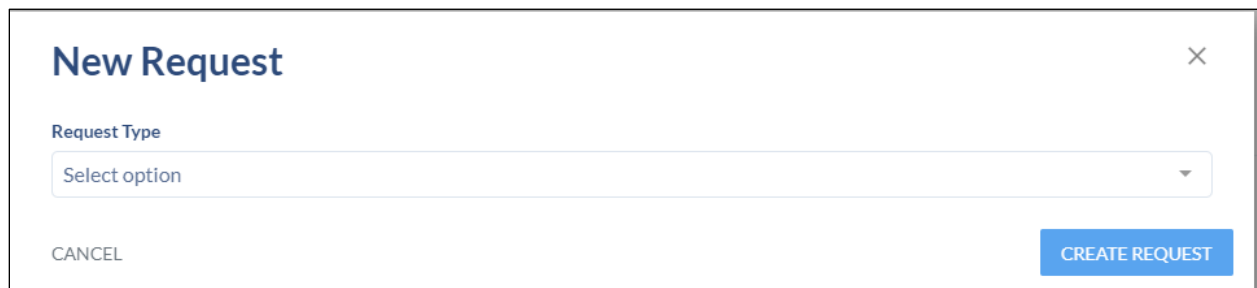 New Request
Request Type
Select option
CANCEL
CREATE REQUEST